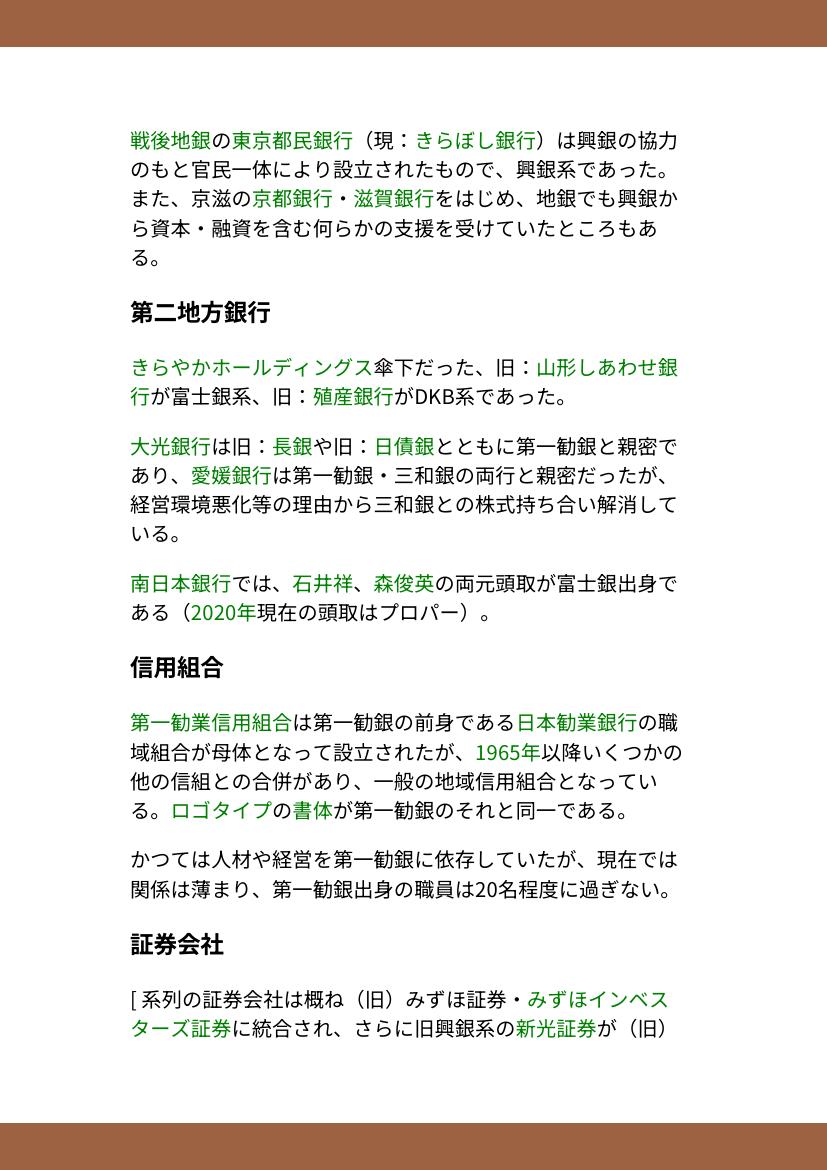 戦後地銀の東京都民銀行（現：きらぼし銀行）は興銀の協力
のもと官民一体により設立されたもので、興銀系であった。
また、京滋の京都銀行・滋賀銀行をはじめ、地銀でも興銀か
ら資本・融資を含む何らかの支援を受けていたところもあ
る。
第二地方銀行
きらやかホールディングス傘下だった、旧：山形しあわせ銀
行が富士銀系、旧：殖産銀行がDKB系であった。
大光銀行は旧：長銀や旧：日債銀とともに第一勧銀と親密で
あり、愛媛銀行は第一勧銀・三和銀の両行と親密だったが、
経営環境悪化等の理由から三和銀との株式持ち合い解消して
いる。
南日本銀行では、石井祥、森俊英の両元頭取が富士銀出身で
ある（2020年現在の頭取はプロパー）。
信用組合
第一勧業信用組合は第一勧銀の前身である日本勧業銀行の職
域組合が母体となって設立されたが、1965年以降いくつかの
他の信組との合併があり、一般の地域信用組合となってい
る。ロゴタイプの書体が第一勧銀のそれと同一である。
かつては人材や経営を第一勧銀に依存していたが、現在では
関係は薄まり、第一勧銀出身の職員は20名程度に過ぎない。
証券会社
[ 系列の証券会社は概ね（旧）みずほ証券・みずほインベス
ターズ証券に統合され、さらに旧興銀系の新光証券が（旧）